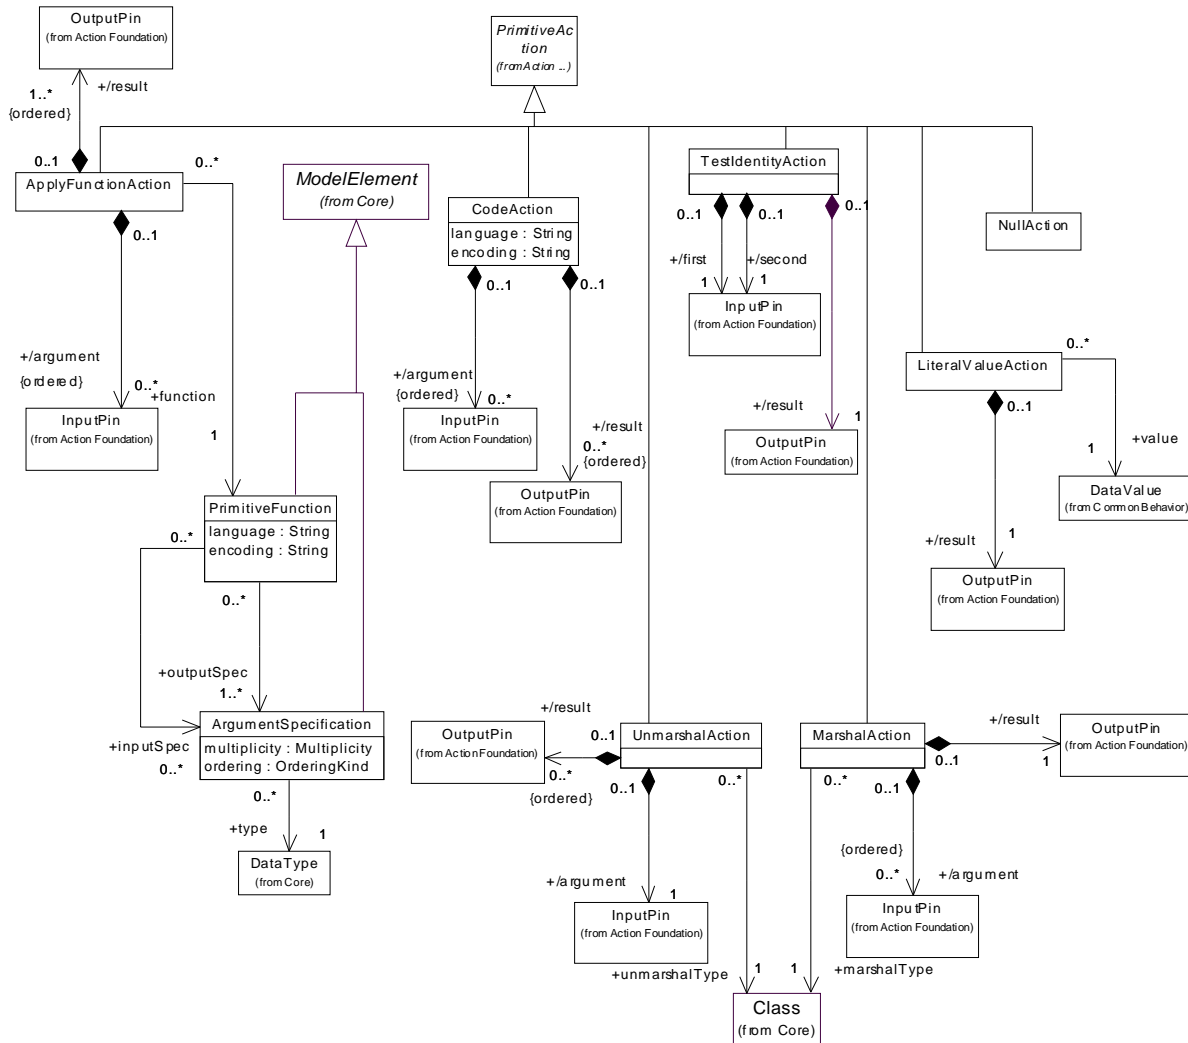 OutputPin
(from Action Foundation)
1..*
{ordered}
+/result
0..1
ApplyFunctionAction
0..*
0..1
+/argument
{ordered}
0..*
InputPin
(from Action Foundation)
+function
1
ModelElement
(from Core)
PrimitiveAc
tion
(from Action ...)
CodeAction
language : String
encoding : String
0..1
0..1
+/argument
{ordered}
0..*
InputPin
(from Action Foundation)
+/result
0..*
{ordered}
OutputPin
(from Action Foundation)
TestIdentityAction
0..1
0..1
0..1
+/first
+/second
1
1
InputPin
(from Action Foundation)
+/result
1
OutputPin
(from Action Foundation)
NullAction
LiteralValueAction
0..*
0..1
+value
1
DataValue
(from Common Behavior)
+/result
1
OutputPin
(from Action Foundation)
PrimitiveFunction
language : String
encoding : String
0..*
0..*
+outputSpec
1..*
ArgumentSpecification
multiplicity : Multiplicity
ordering : OrderingKind
+inputSpec
0..*
0..*
+type
1
DataType
(from Core)
+/result
OutputPin
(from Action Foundation)
0..1
0..*
{ordered}
UnmarshalAction
0..1
0..*
+/argument
1
InputPin
(from Action Foundation)
+unmarshalType
1
MarshalAction
0..*
0..1
0..1
+/result
1
OutputPin
(from Action Foundation)
{ordered}
0..*
+/argument
InputPin
(from Action Foundation)
1
+marshalType
Class
(from Core)